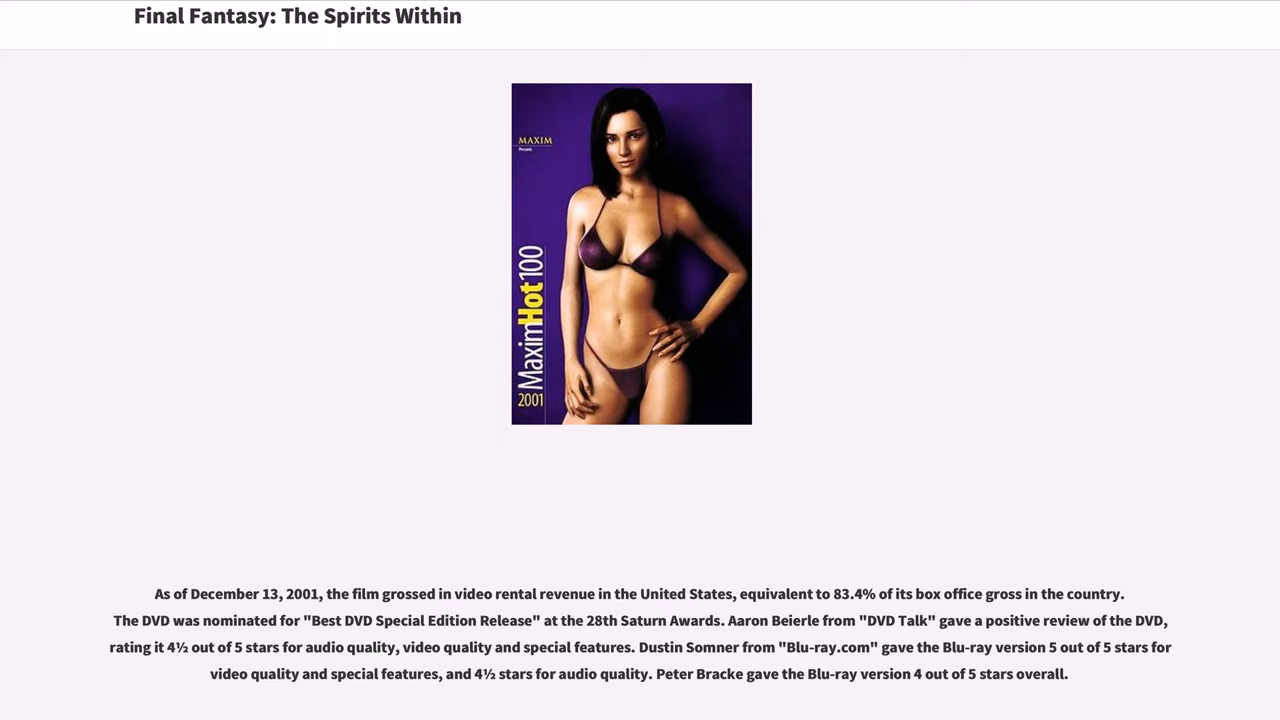 Final Fantasy: The Spirits Within
MAXIM
Presents
2001 MaximHot100
As of December 13, 2001, the film grossed in video rental revenue in the United States, equivalent to 83.4% of its box office gross in the country.
The DVD was nominated for "Best DVD Special Edition Release" at the 28th Saturn Awards. Aaron Beierle from "DVD Talk" gave a positive review of the DVD,
rating it 4½ out of 5 stars for audio quality, video quality and special features. Dustin Somner from "Blu-ray.com" gave the Blu-ray version 5 out of 5 stars for
video quality and special features, and 4½ stars for audio quality. Peter Bracke gave the Blu-ray version 4 out of 5 stars overall.